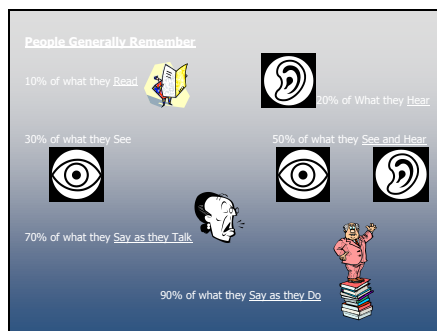 People Generally Remember
10% of what they Read
20% of What they Hear
30% of what they See
50% of what they See and Hear
70% of what they Say as they Talk
90% of what they Say as they Do